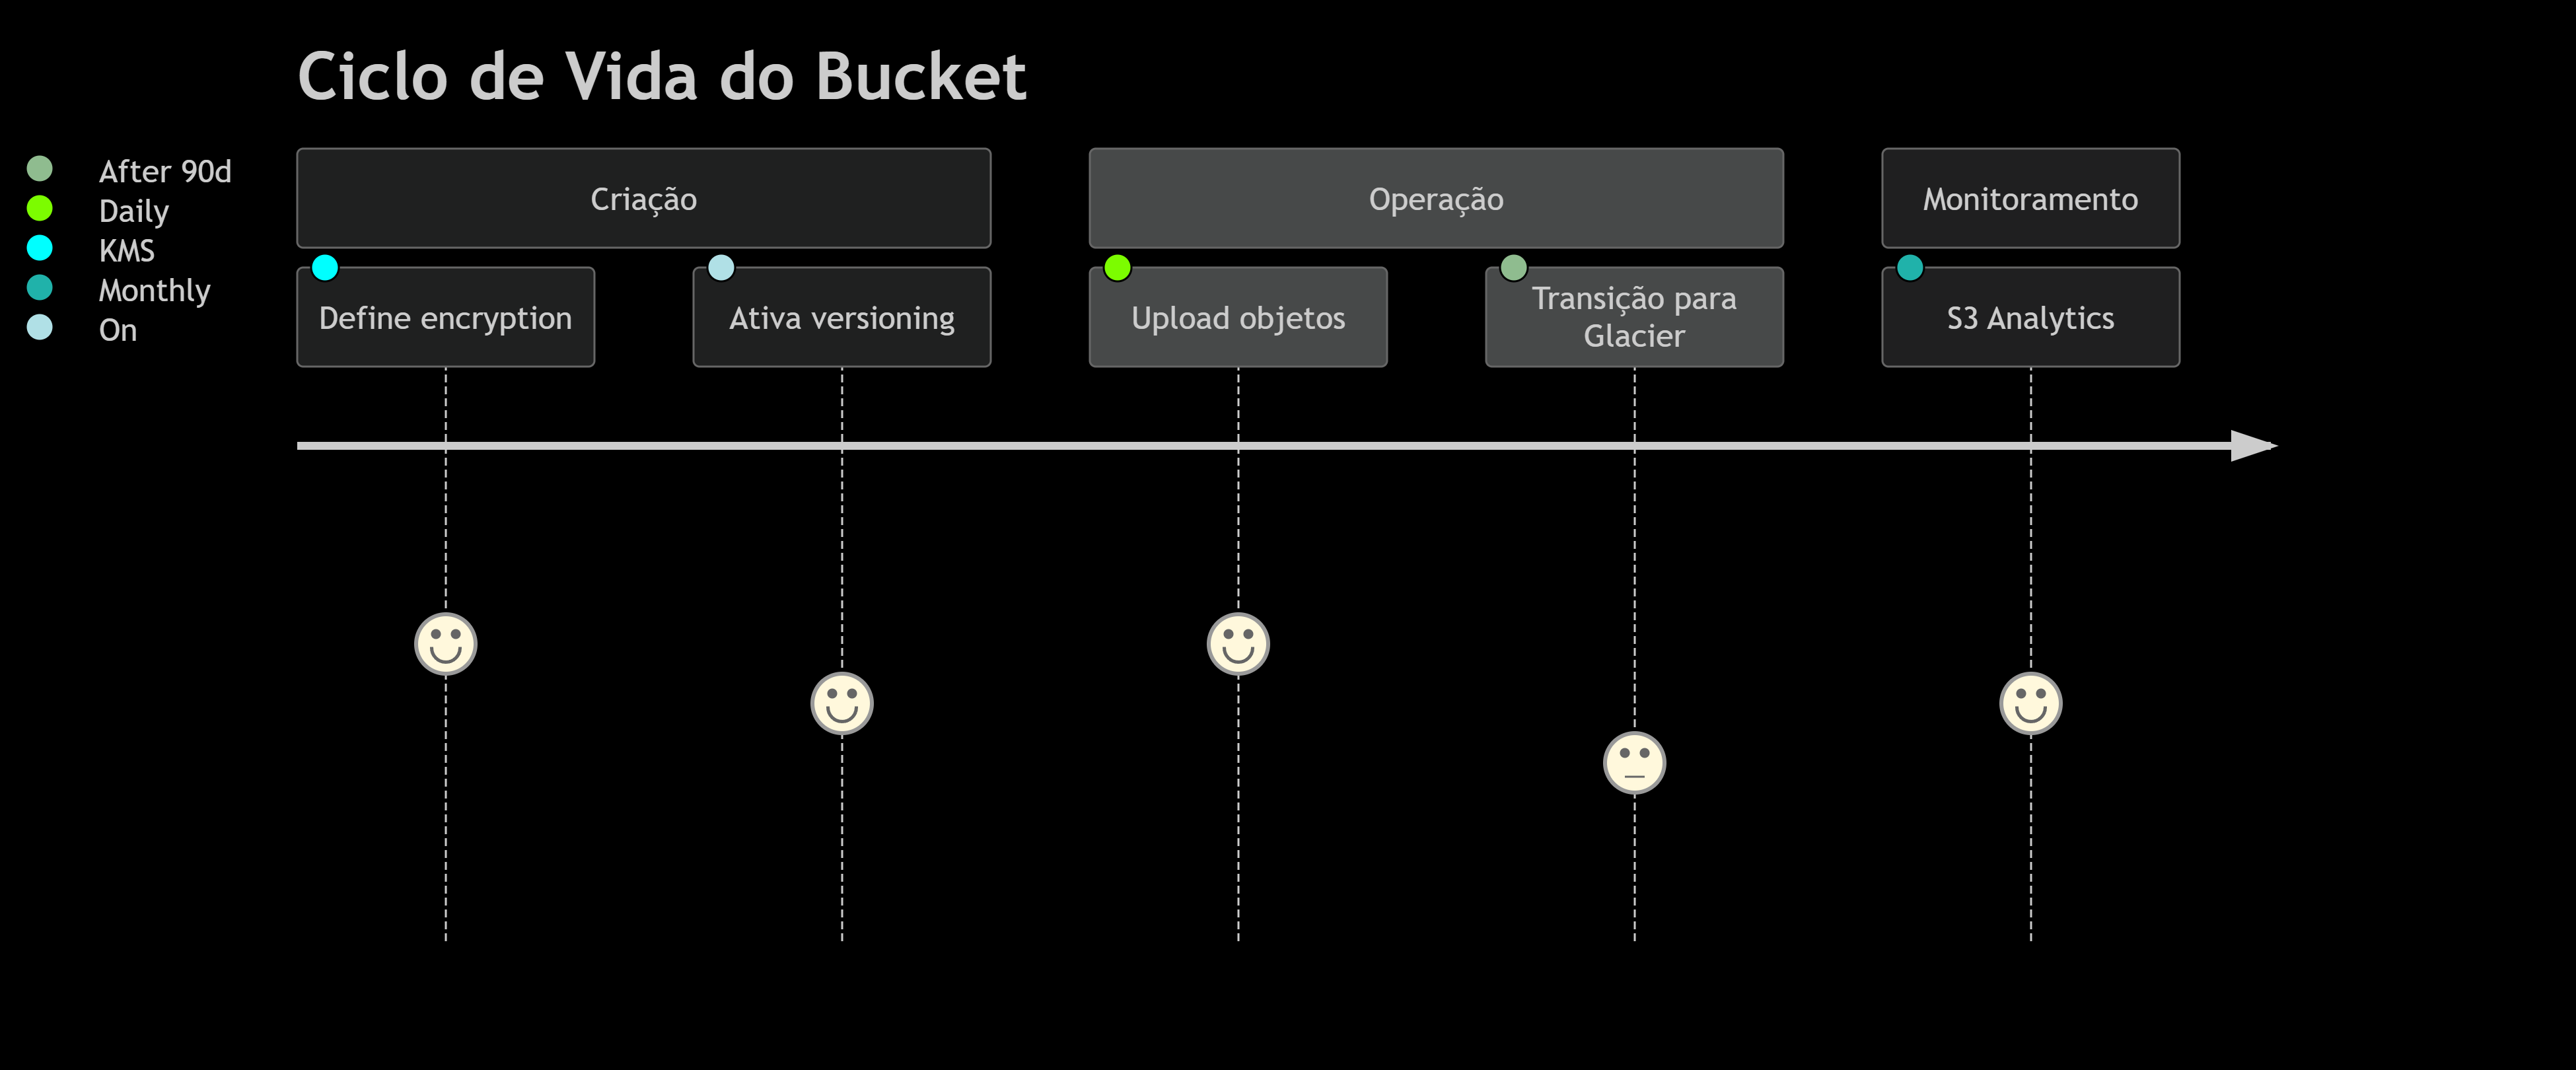 Ciclo de Vida do Bucket
After 90d
Daily
KMS
Monthly
On
Criação
Operação
Monitoramento
Define encryption
Ativa versioning
Upload objetos
Transição para
Glacier
S3 Analytics